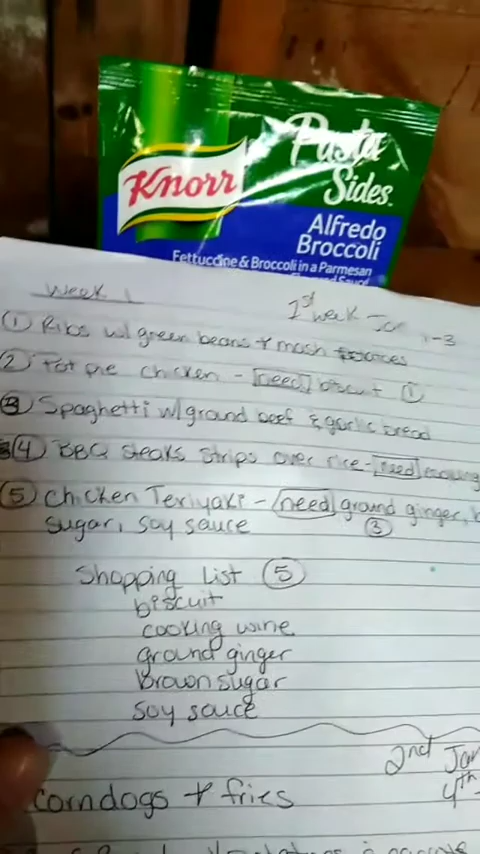 Knorr
Pasta
Sides
Alfredo
Broccoli
Fettuccine & Broccoli in a Parmesan
Week 1
1st week Jan 1-3
① Ribs w/ green beans & mash
② Pot pie chicken - need biscuit ①
③ Spaghetti w/ground beef & garlic bread
④ BBQ steaks strips over rice - need cooking
⑤ Chicken Teriyaki - need ground ginger, b
sugar, soy sauce ③
Shopping List ⑤
biscuit
cooking wine
ground ginger
Brown sugar
soy sauce
2nd Jan
4th
corndogs & fries